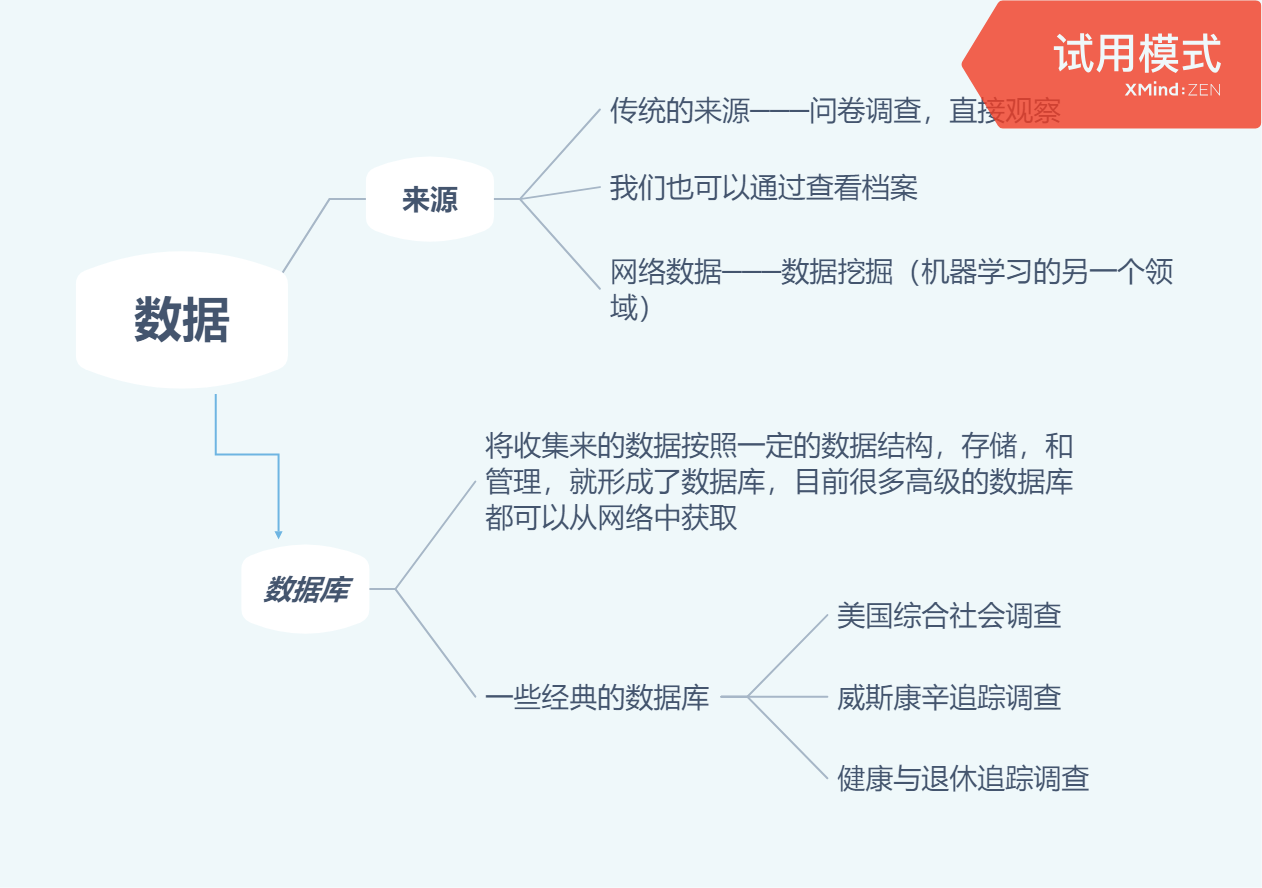 试用模式
XMind:ZEN
传统的来源———问卷调查，直接观察
来源
我们也可以通过查看档案
网络数据———数据挖掘（机器学习的另一个领
域）
数据
将收集来的数据按照一定的数据结构，存储，和
管理，就形成了数据库，目前很多高级的数据库
都可以从网络中获取
数据库
美国综合社会调查
一些经典的数据库
威斯康辛追踪调查
健康与退休追踪调查